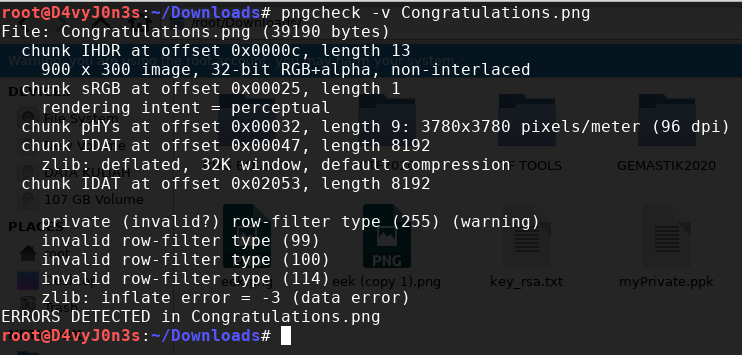 root@D4vyJ0n3s:~/Downloads# pngcheck -v Congratulations.png
File: Congratulations.png (39190 bytes)
chunk IHDR at offset 0x0000c, length 13
900 x 300 image, 32-bit RGB+alpha, non-interlaced
chunk sRGB at offset 0x00025, length 1
rendering intent = perceptual
chunk pHYs at offset 0x00032, length 9: 3780x3780 pixels/meter (96 dpi)
chunk IDAT at offset 0x00047, length 8192
zlib: deflated, 32K window, default compression
chunk IDAT at offset 0x02053, length 8192
private (invalid?) row-filter type (255) (warning)
invalid row-filter type (99)
invalid row-filter type (100)
invalid row-filter type (114)
zlib: inflate error = -3 (data error)
ERRORS DETECTED in Congratulations.png
root@D4vyJ0n3s:~/Downloads#
File System
DATA KULIAH
107 GB Volume
PLACES
Trash
TOOLS
GEMASTIK2020
PNG
eek (copy 1).png
key_rsa.txt
myPrivate.ppk